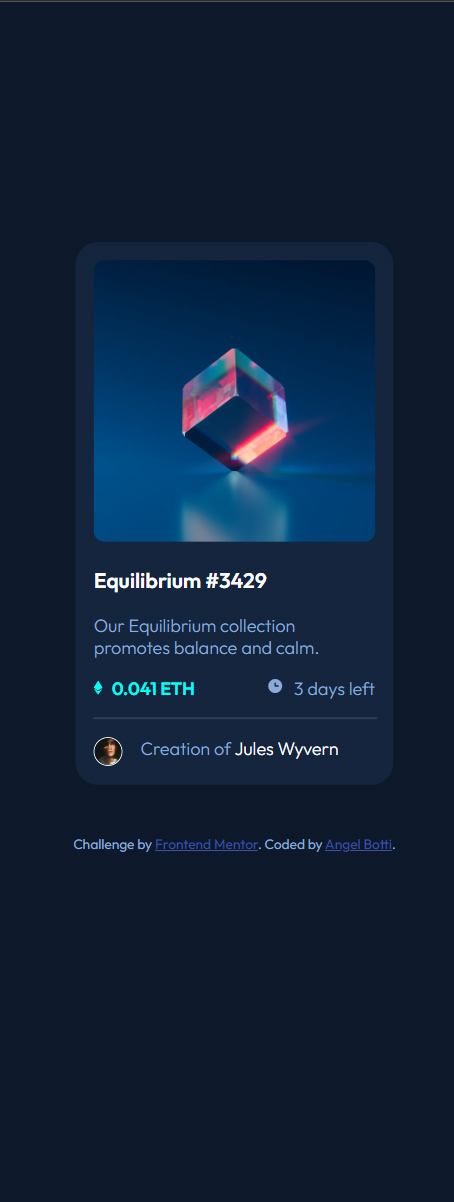 Equilibrium #3429
Our Equilibrium collection
promotes balance and calm.
0.041 ETH 3 days left
Creation of Jules Wyvern
Challenge by Frontend Mentor. Coded by Angel Botti.